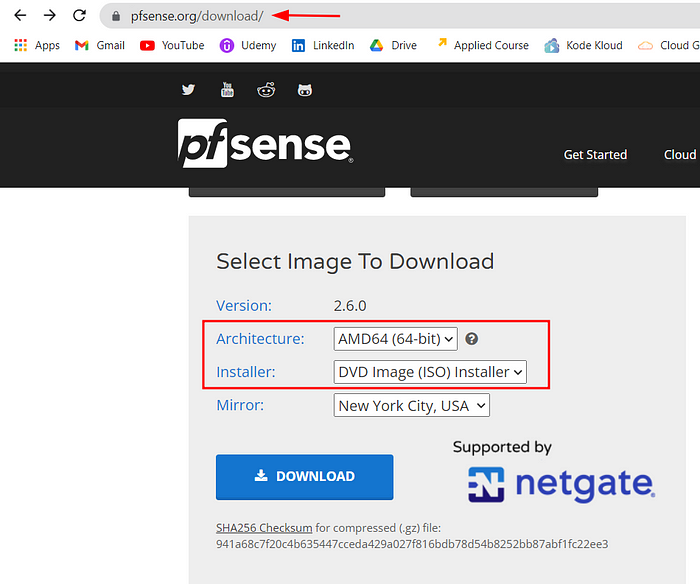 pfsense.org/download/
Apps Gmail YouTube Udemy LinkedIn Drive Applied Course Kode Kloud Cloud G
You Tube
pfsense®
Get Started Cloud
Select Image To Download
Version: 2.6.0
Architecture: AMD64 (64-bit) ?
Installer: DVD Image (ISO) Installer
Mirror: New York City, USA
Supported by
DOWNLOAD
N netgate®
SHA256 Checksum for compressed (.gz) file:
941a68c7f20c4b635447cceda429a027f816bdb78d54b8252bb87abf1fc22ee3